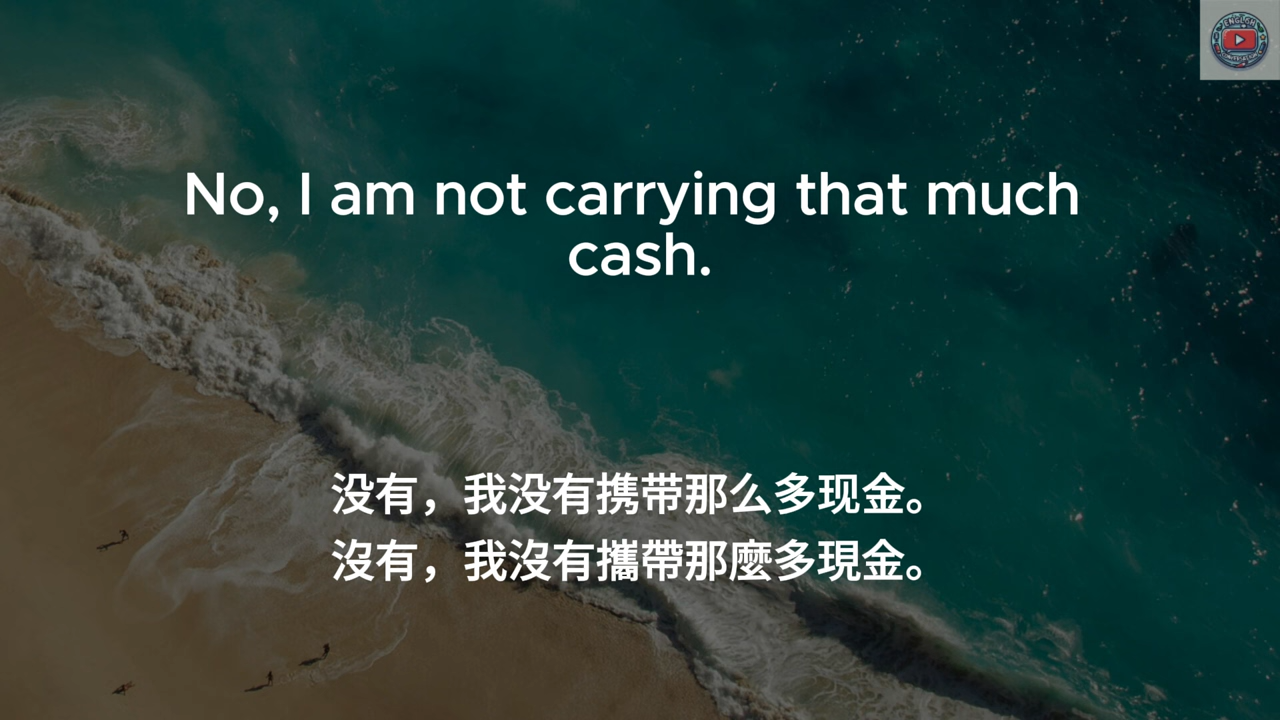 No, I am not carrying that much
cash.
没有，我没有携带那么多现金。
沒有，我沒有攜帶那麼多現金。
ENGLISH